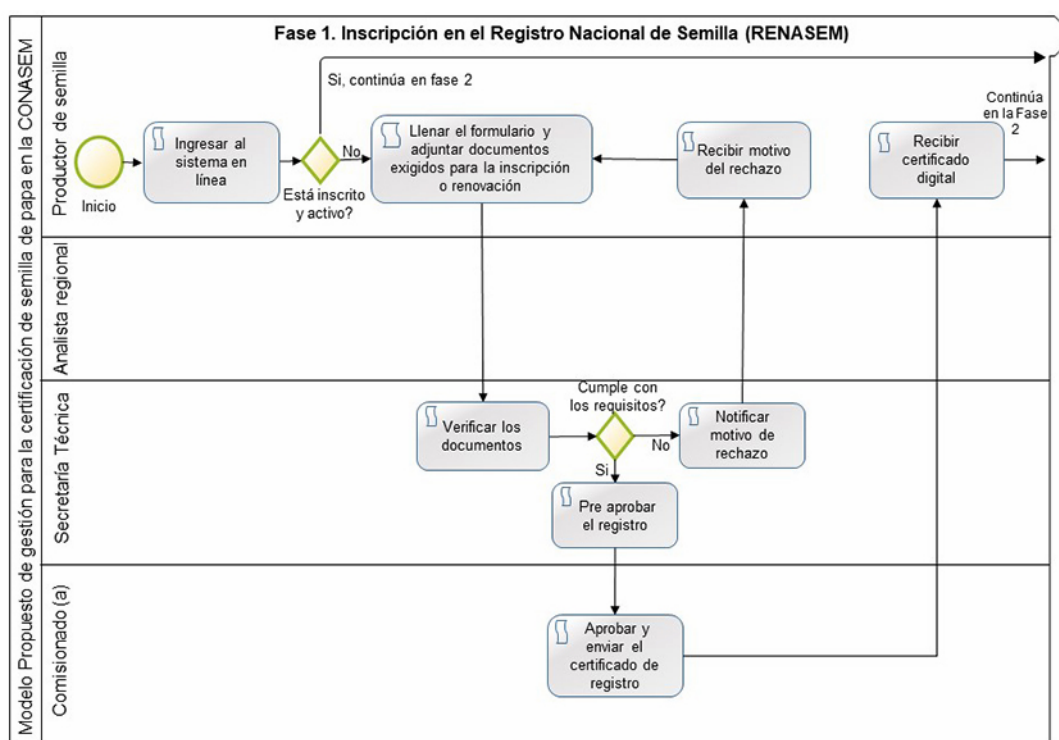 Modelo Propuesto de gestión para la certificación de semilla de papa en la CONASEM
Fase 1. Inscripción en el Registro Nacional de Semilla (RENASEM)
Productor de semilla
Inicio
Ingresar al
sistema en
línea
Está inscrito
y activo?
Si, continúa en fase 2
No
Llenar el formulario y
adjuntar documentos
exigidos para la inscripción
o renovación
Recibir motivo
del rechazo
Recibir
certificado
digital
Continúa
en la Fase
2
Analista regional
Secretaría Técnica
Verificar los
documentos
Cumple con
los requisitos?
No
Si
Notificar
motivo de
rechazo
Pre aprobar
el registro
Comisionado (a)
Aprobar y
enviar el
certificado de
registro